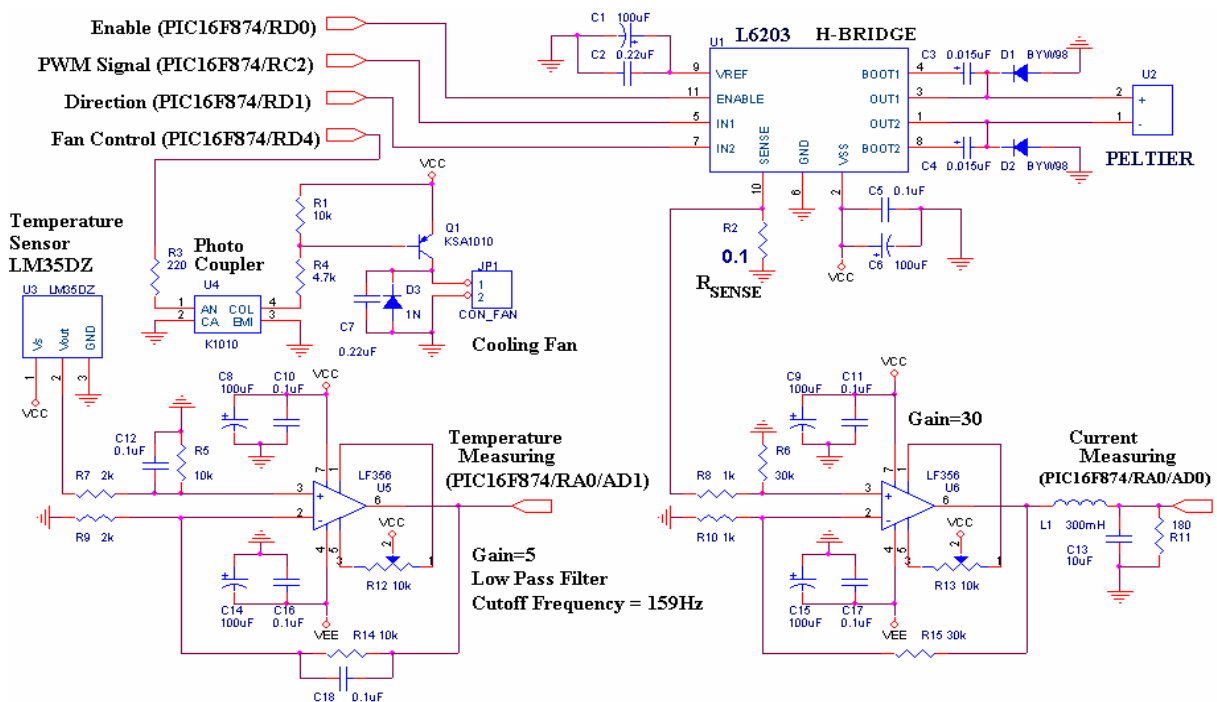 Enable (PIC16F874/RD0)
PWM Signal (PIC16F874/RC2)
Direction (PIC16F874/RD1)
Fan Control (PIC16F874/RD4)
C1 100uF
C2 0.22uF
U1
L6203 H-BRIDGE
9 VREF
11 ENABLE
5 IN1
7 IN2
BOOT1 4
OUT1 3
OUT2 1
BOOT2 8
SENSE
GND
VSS
10
6
2
C3 0.015uF
D1 BYW98
C4 0.015uF
D2 BYW98
U2
2 +
1 -
PELTIER
C5 0.1uF
C6 100uF
VCC
R2
0.1
RSENSE
VCC
R1
10k
Q1
KSA1010
R4
4.7k
R3
220
Photo
Coupler
U4
1 AN COL 4
2 CA EMI 3
K1010
C7
0.22uF
D3
1N
JP1
1
2
CON_FAN
Cooling Fan
Temperature
Sensor
LM35DZ
U3 LM35DZ
Vs
Vout
GND
1
2
3
VCC
C8
100uF
C10
0.1uF
VCC
C12
0.1uF
R5
10k
R7 2k
R9 2k
7
1
LF356
U5
3 +
2 -
6
4
5
VCC
2
3
1
R12 10k
C14
100uF
C16
0.1uF
VEE
R14 10k
C18 0.1uF
Temperature
Measuring
(PIC16F874/RA0/AD1)
Gain=5
Low Pass Filter
Cutoff Frequency = 159Hz
C9
100uF
C11
0.1uF
VCC
Gain=30
R6
30k
R8 1k
R10 1k
7
1
LF356
U6
3 +
2 -
6
4
5
VCC
2
3
1
R13 10k
C15
100uF
C17
0.1uF
VEE
R15 30k
Current
Measuring
(PIC16F874/RA0/AD0)
L1 300mH
C13
10uF
180
R11